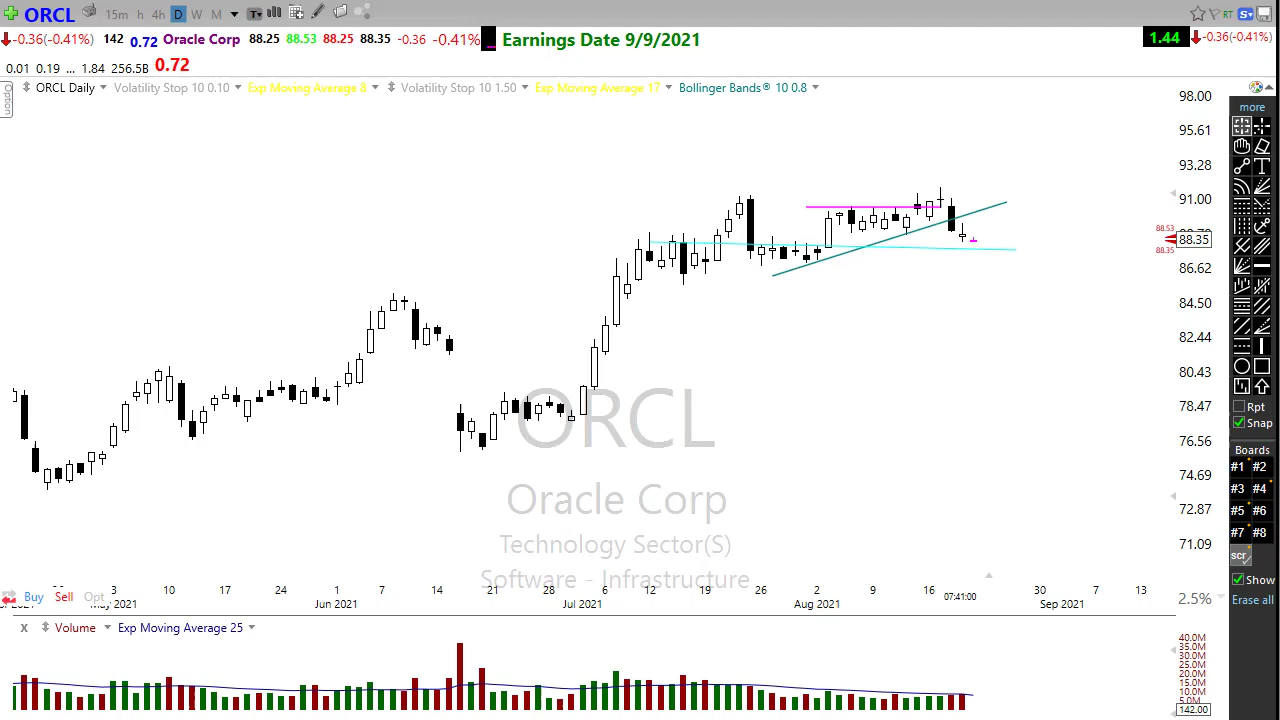 ORCL 15m h 4h D W M T RT S
-0.36(-0.41%) 142 0.72 Oracle Corp 88.25 88.53 88.25 88.35 -0.36 -0.41% Earnings Date 9/9/2021 1.44 -0.36(-0.41%)
0.01 0.19 ... 1.84 256.5B 0.72
Option
ORCL Daily Volatility Stop 10 0.10 Exp Moving Average 8 Volatility Stop 10 1.50 Exp Moving Average 17 Bollinger Bands® 10 0.8
98.00
more
95.61
93.28
91.00
88.53
88.35
88.35
86.62
84.50
82.44
80.43
78.47
76.56
74.69
72.87
71.09
ORCL
Oracle Corp
Technology Sector(S)
Software - Infrastructure
Rpt
Snap
Boards
#1 #2
#3 #4
#5 #6
#7 #8
scr
Show
Erase all
3 10 17 24 1 7 14 21 28 6 12 19 26 2 9 16 30 7 13
Buy Sell Opt May 2021 Jun 2021 Jul 2021 Aug 2021 07:41:00 Sep 2021 2.5%
X Volume Exp Moving Average 25
40.0M
35.0M
30.0M
25.0M
20.0M
15.0M
10.0M
5.0M
142.00